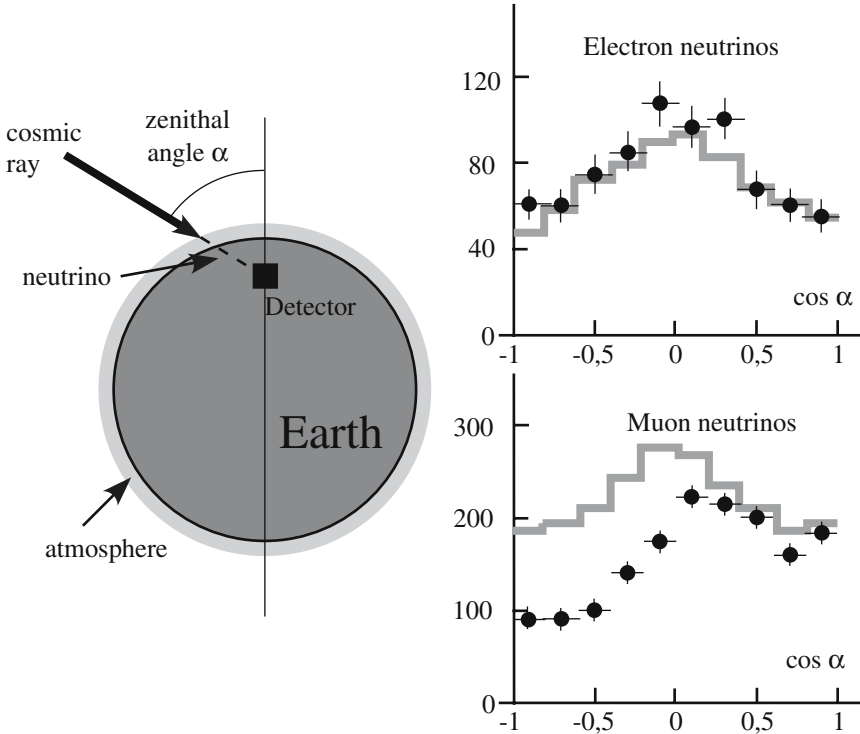 cosmic
ray
zenithal
angle α
neutrino
Detector
Earth
atmosphere
Electron neutrinos
120
80
40
0
-1
-0,5
0
0,5
1
cos α
Muon neutrinos
300
200
100
0
-1
-0,5
0
0,5
1
cos α